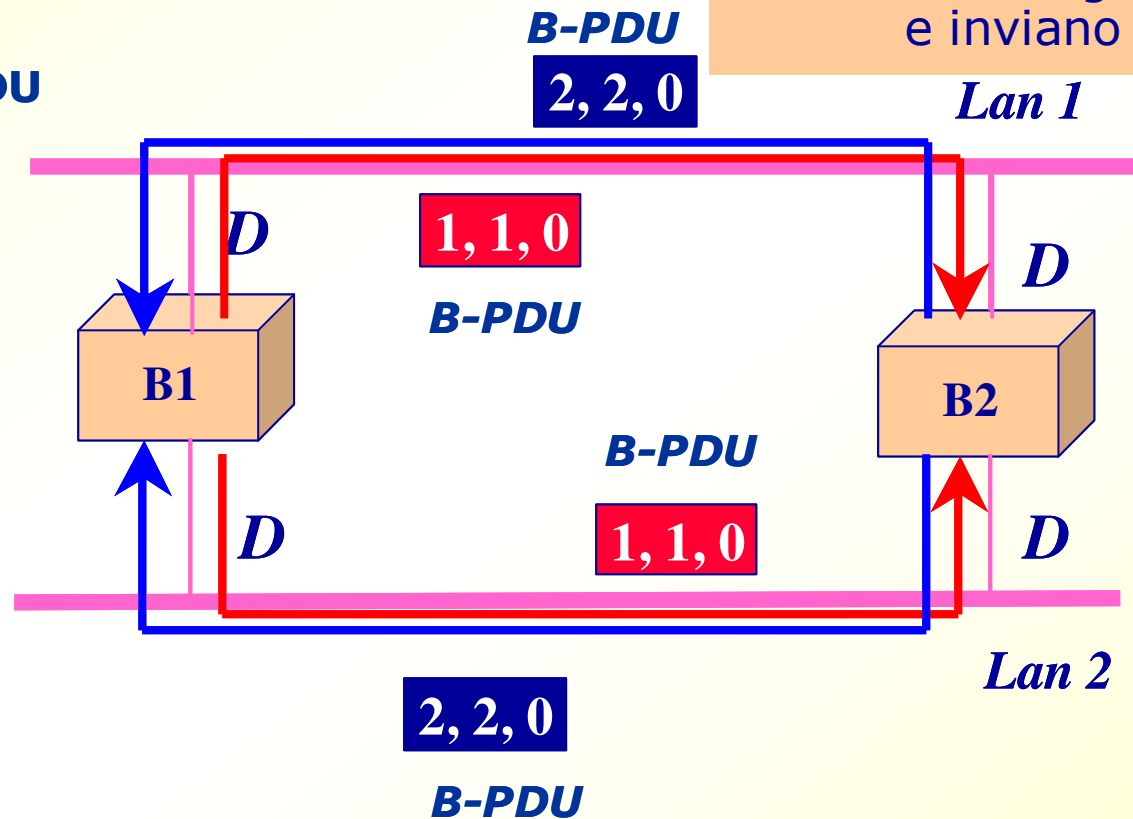 B-PDU
e inviano
DU
2, 2, 0
Lan 1
D
1, 1, 0
D
B-PDU
B1
B2
B-PDU
D
1, 1, 0
D
Lan 2
2, 2, 0
B-PDU